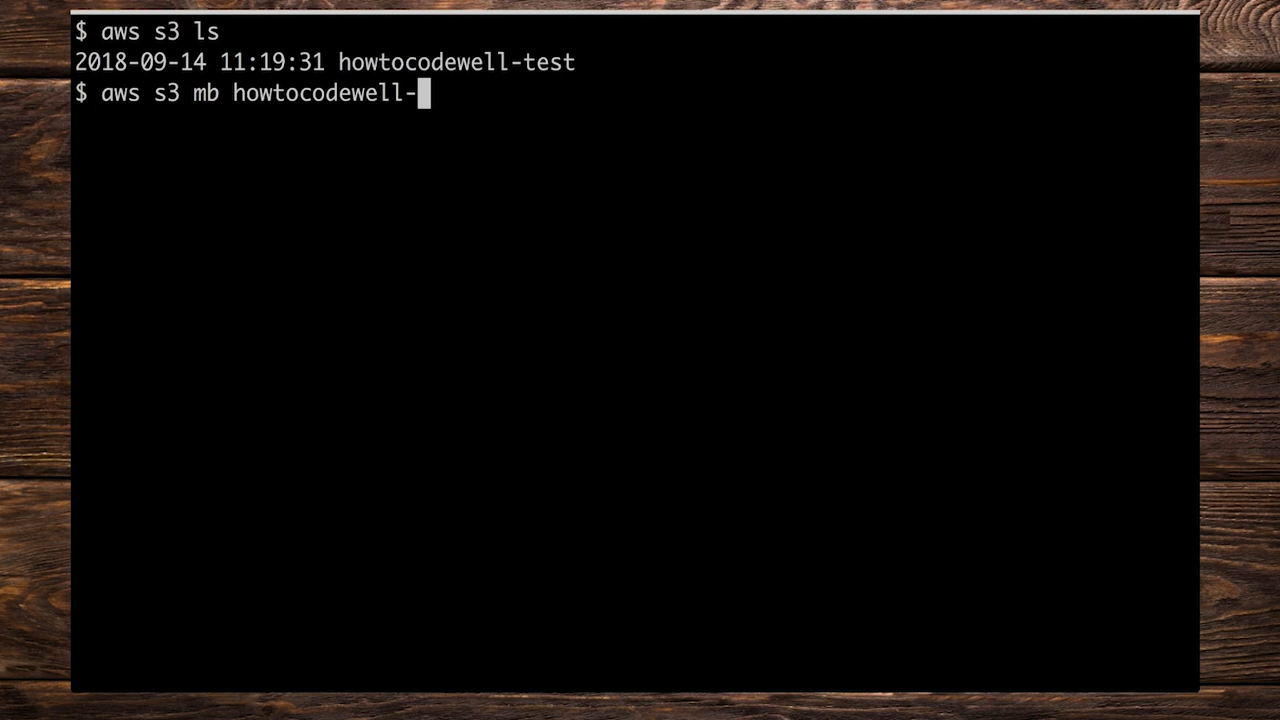 $ aws s3 ls
2018-09-14 11:19:31 howtocodewell-test
$ aws s3 mb howtocodewell-